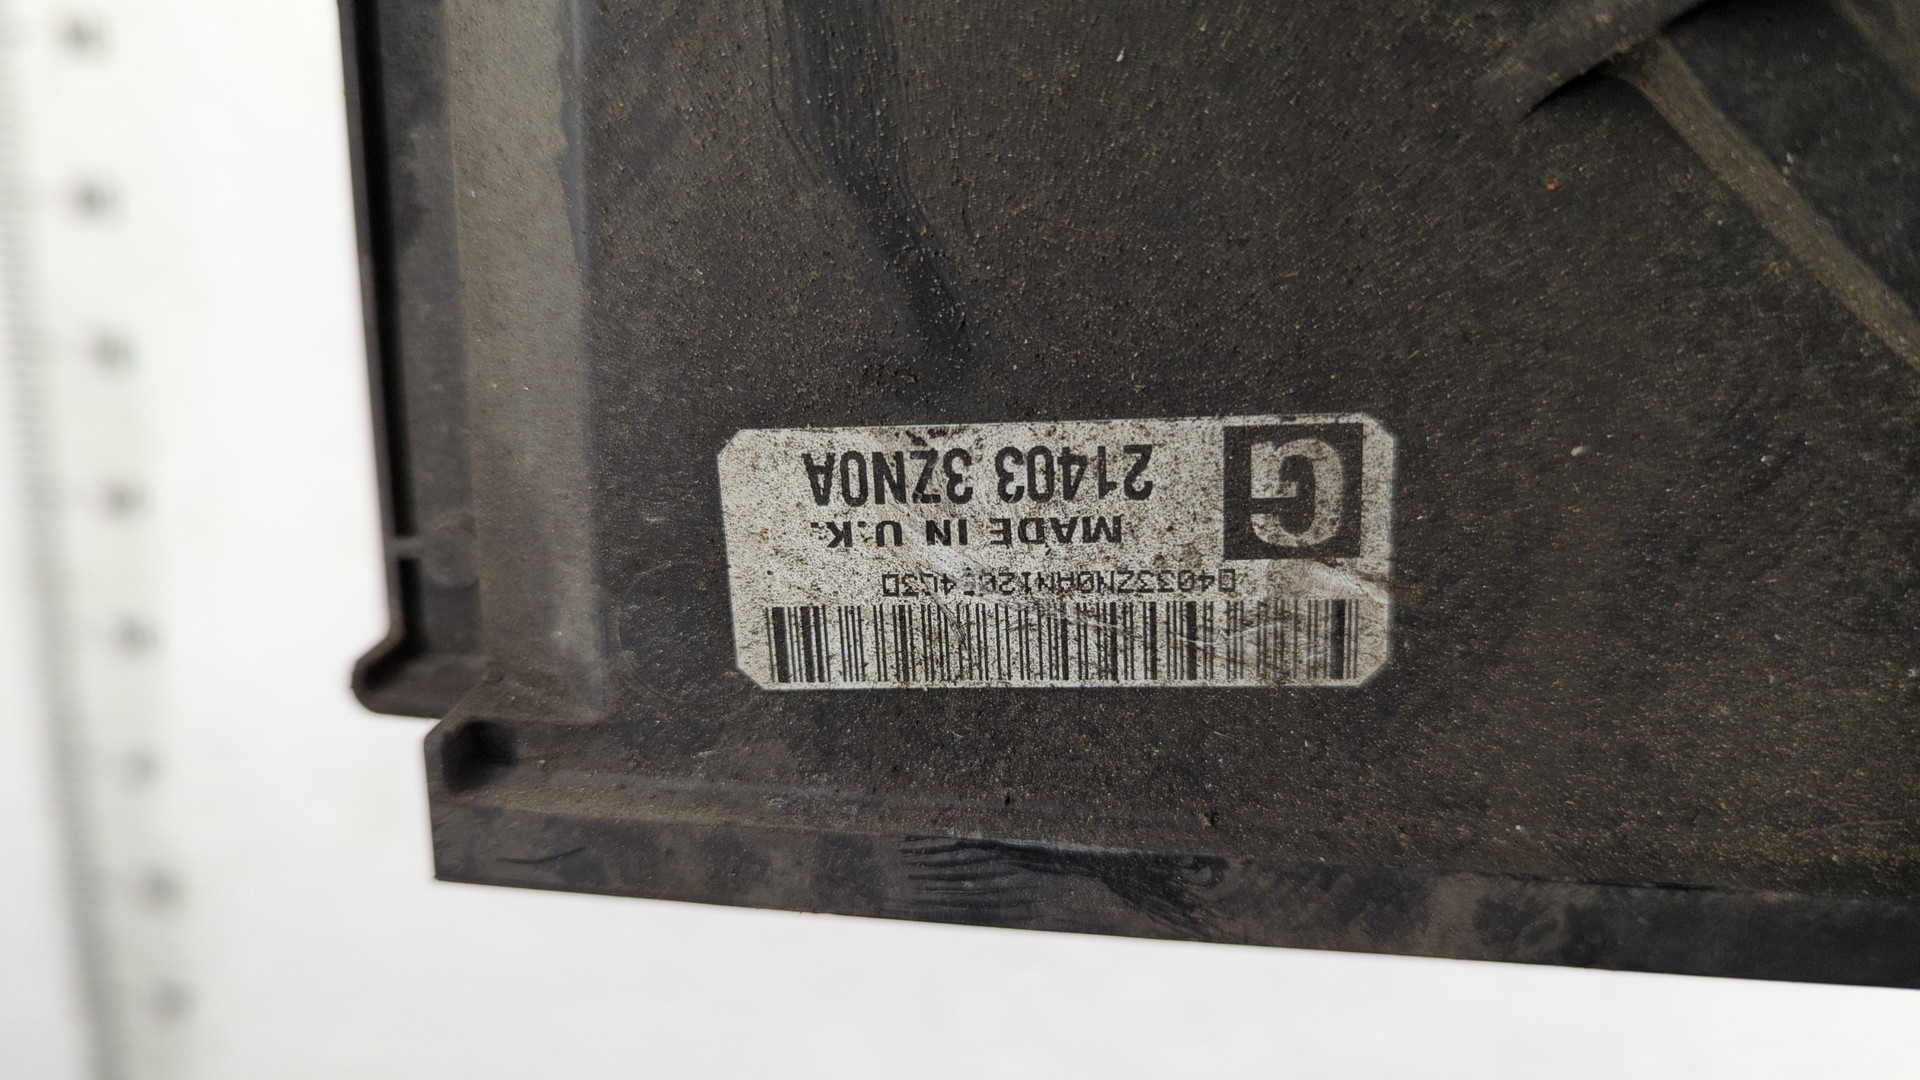 G
21403 3ZN0A
MADE IN U.K.